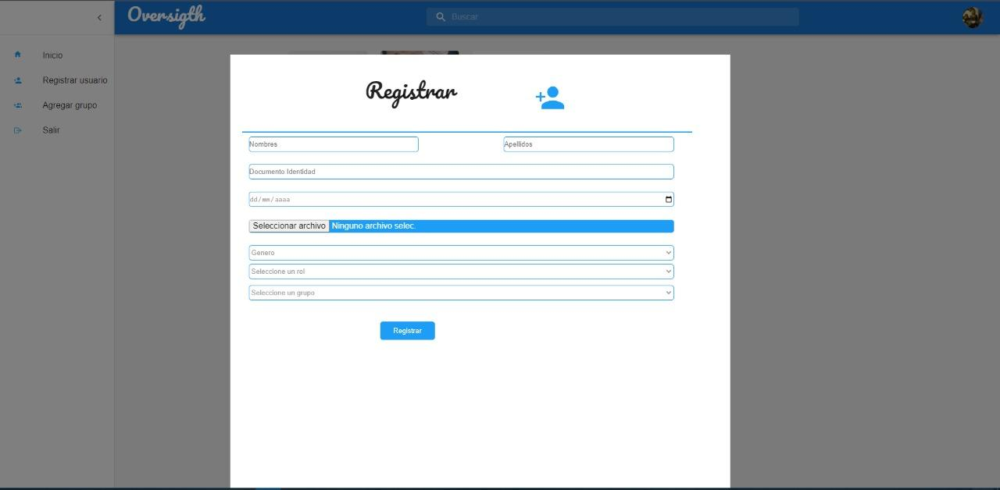 Oversigth
Buscar
Inicio
Registrar usuario
Agregar grupo
Salir
Registrar
Nombres Apellidos
Documento Identidad
dd/mm/aaaa
Seleccionar archivo Ninguno archivo selec.
Genero
Seleccione un rol
Seleccione un grupo
Registrar